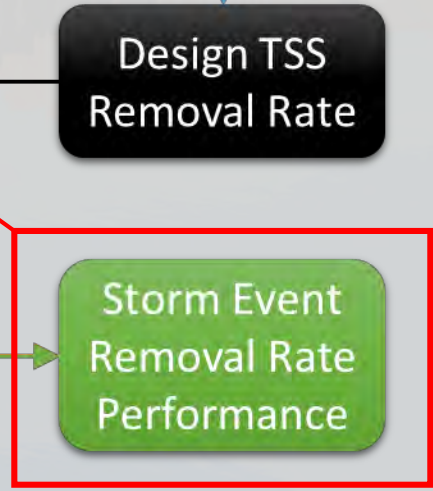 Design TSS
Removal Rate
Storm Event
Removal Rate
Performance